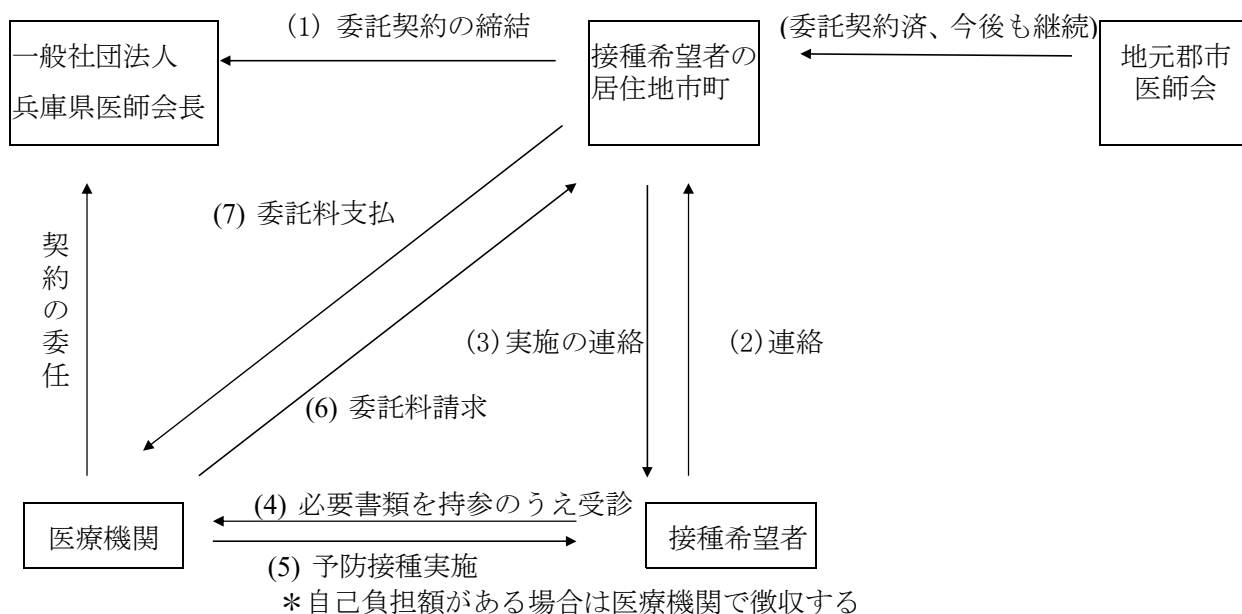 (1) 委託契約の締結
(委託契約済、今後も継続)
一般社団法人
兵庫県医師会長
接種希望者の
居住地市町
地元郡市
医師会
(7) 委託料支払
契約の委任
(3)実施の連絡
(2)連絡
(6) 委託料請求
(4) 必要書類を持参のうえ受診
医療機関
接種希望者
(5) 予防接種実施
＊自己負担額がある場合は医療機関で徴収する